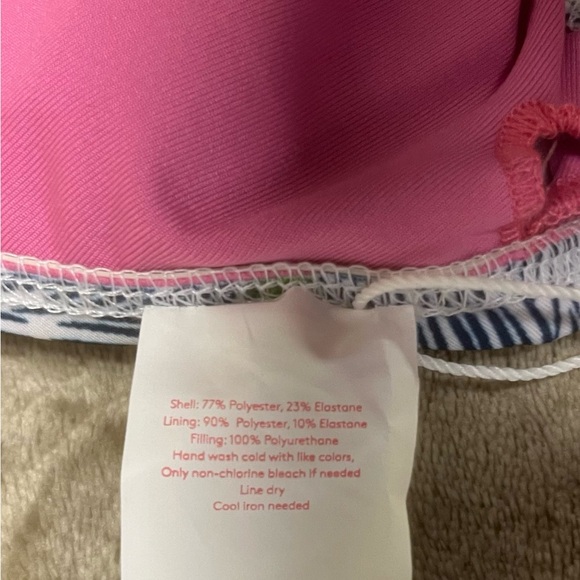 Shell: 77% Polyester, 23% Elastane
Lining: 90% Polyester, 10% Elastane
Filling: 100% Polyurethane
Hand wash cold with like colors,
Only non-chlorine bleach if needed
Line dry
Cool iron needed